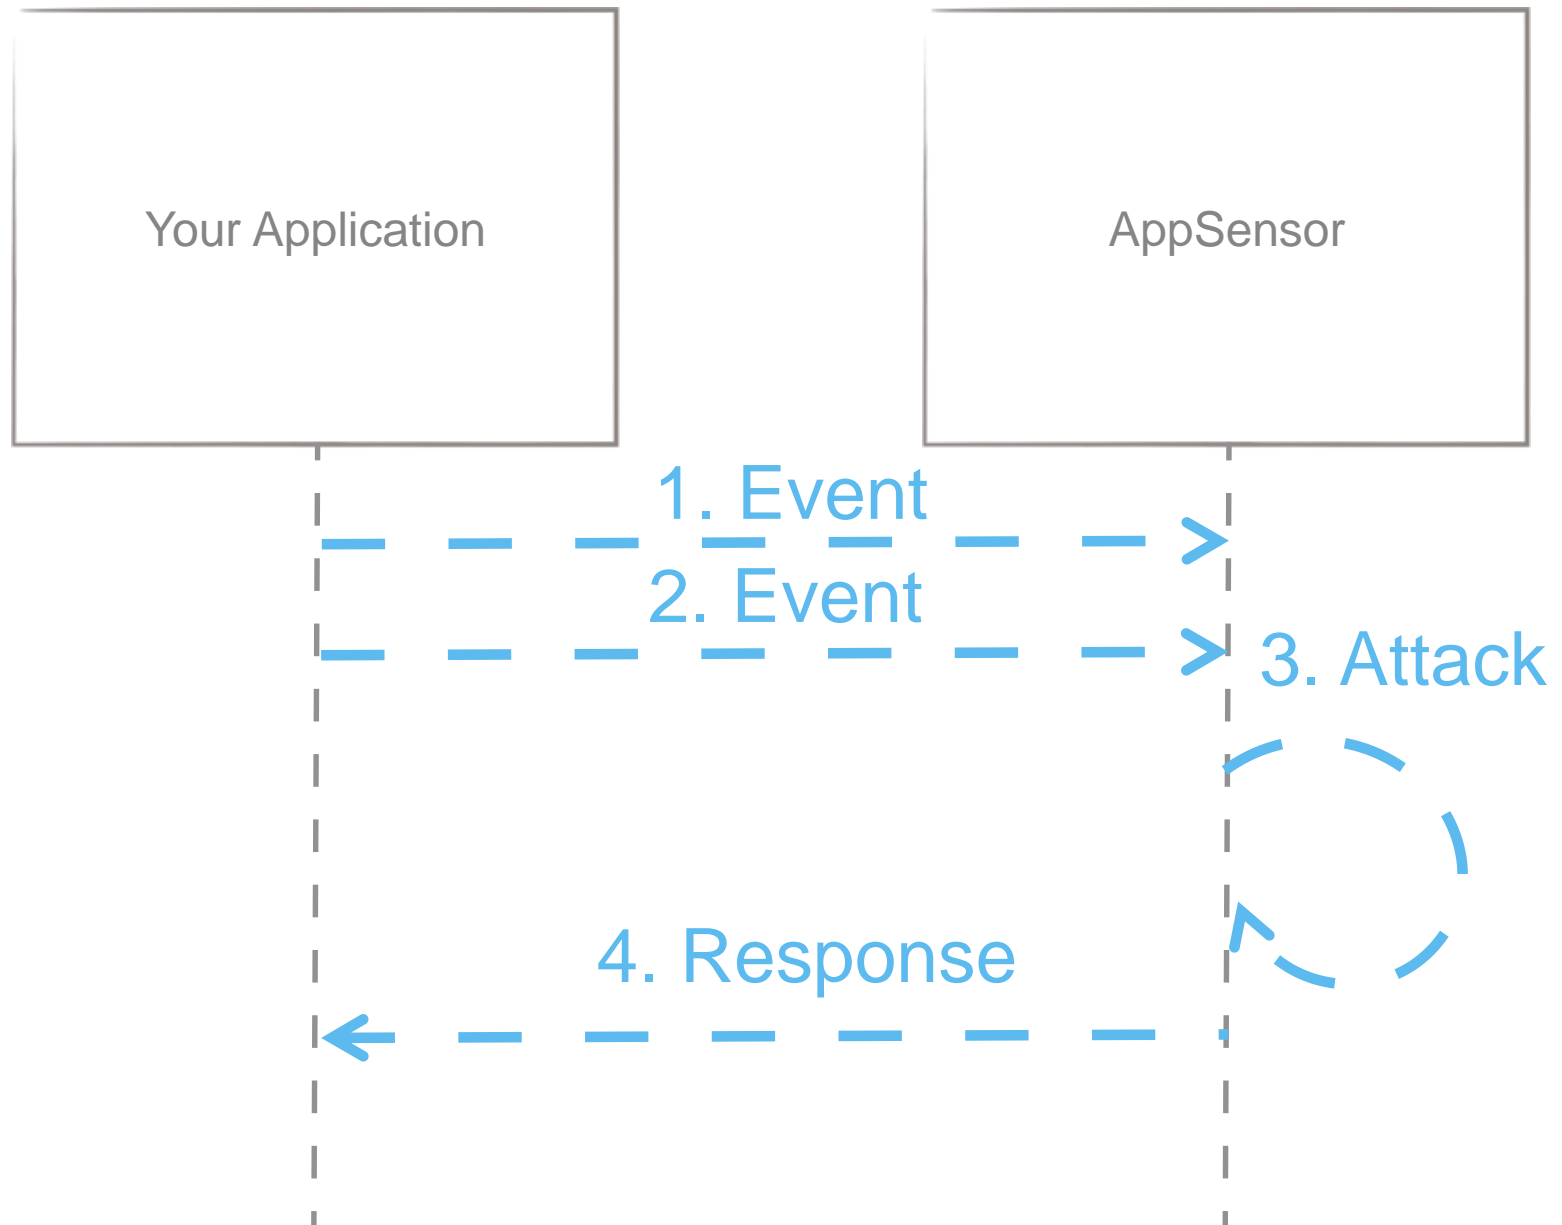 Your Application
AppSensor
1. Event
2. Event
3. Attack
4. Response